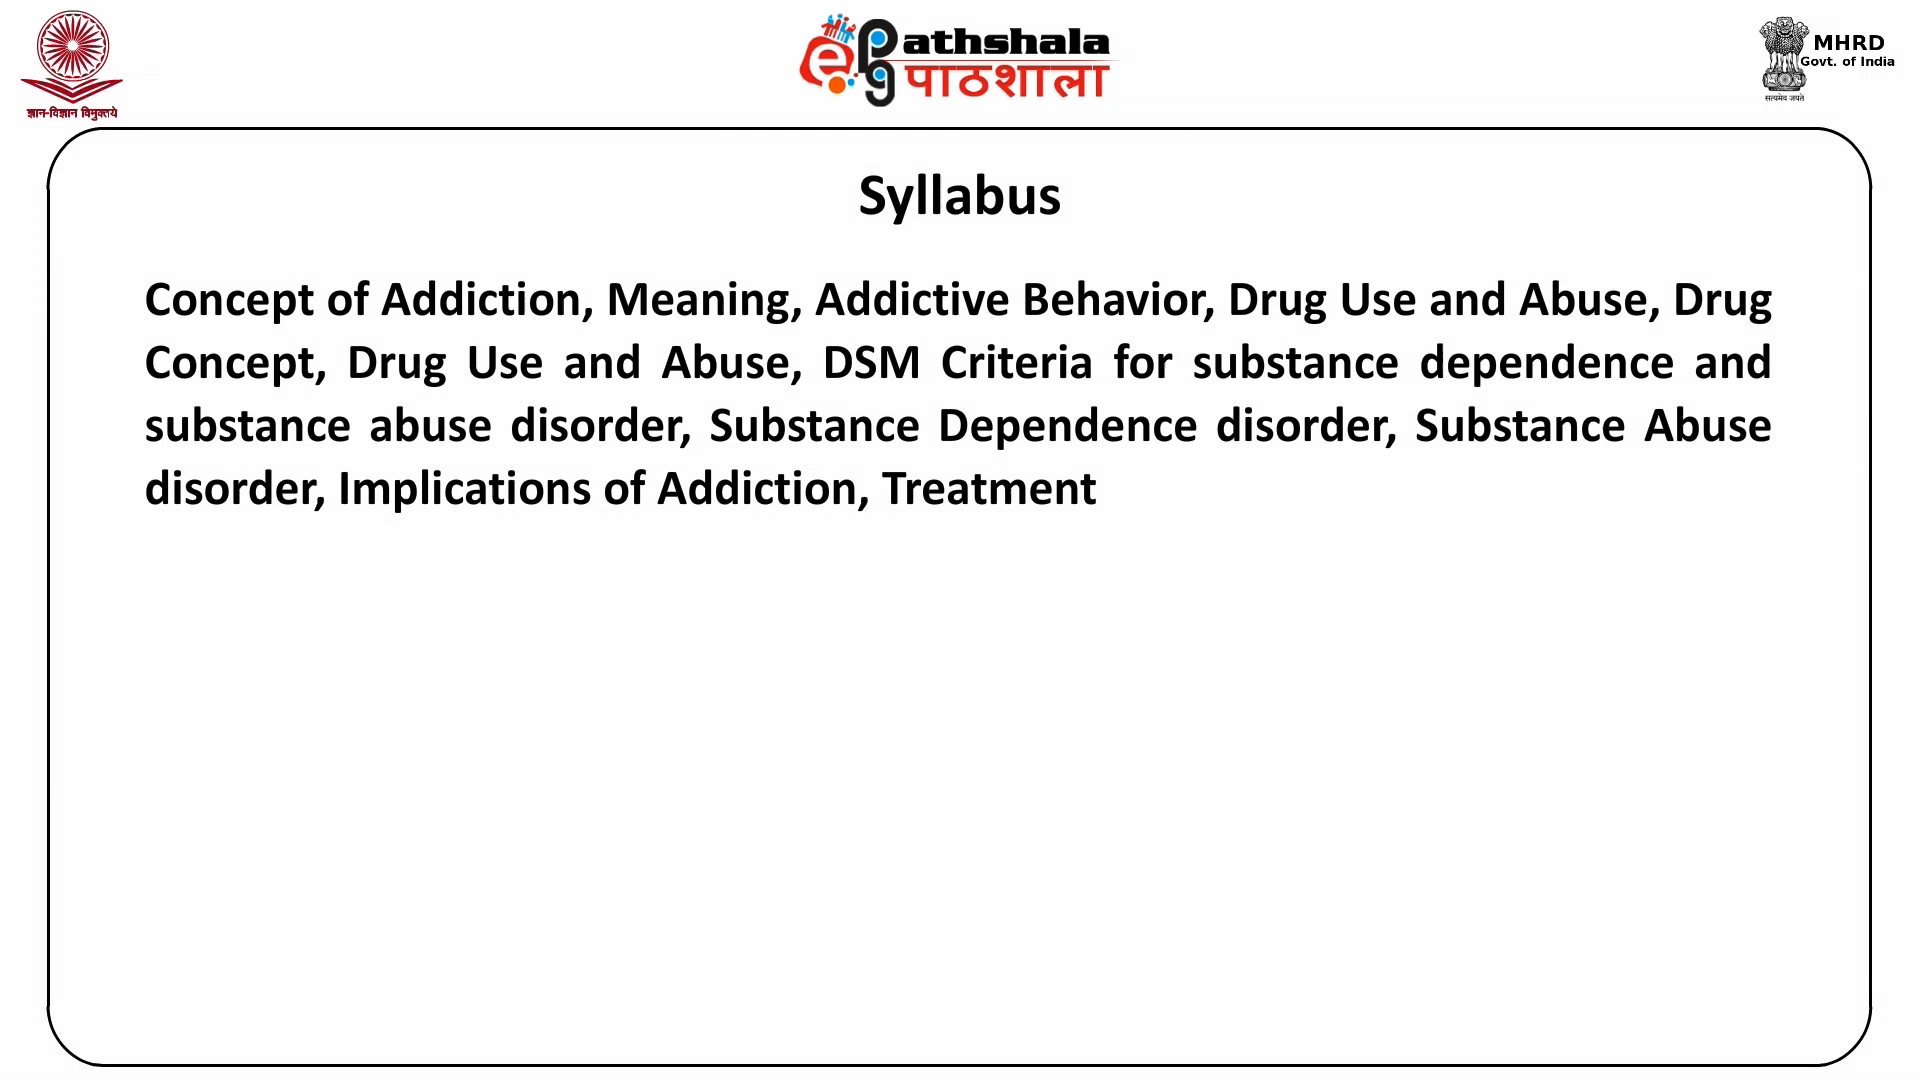 ज्ञान-विज्ञान विमुक्तये
e pg
Pathshala
पाठशाला
MHRD
Govt. of India
सत्यमेव जयते
Syllabus
Concept of Addiction, Meaning, Addictive Behavior, Drug Use and Abuse, Drug
Concept, Drug Use and Abuse, DSM Criteria for substance dependence and
substance abuse disorder, Substance Dependence disorder, Substance Abuse
disorder, Implications of Addiction, Treatment